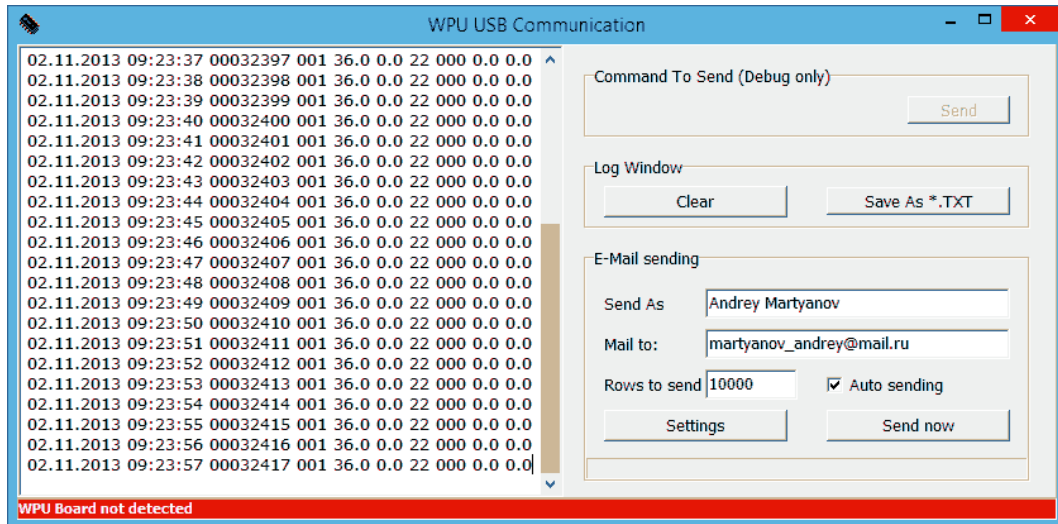 WPU USB Communication
02.11.2013 09:23:37 00032397 001 36.0 0.0 22 000 0.0 0.0
02.11.2013 09:23:38 00032398 001 36.0 0.0 22 000 0.0 0.0
02.11.2013 09:23:39 00032399 001 36.0 0.0 22 000 0.0 0.0
02.11.2013 09:23:40 00032400 001 36.0 0.0 22 000 0.0 0.0
02.11.2013 09:23:41 00032401 001 36.0 0.0 22 000 0.0 0.0
02.11.2013 09:23:42 00032402 001 36.0 0.0 22 000 0.0 0.0
02.11.2013 09:23:43 00032403 001 36.0 0.0 22 000 0.0 0.0
02.11.2013 09:23:44 00032404 001 36.0 0.0 22 000 0.0 0.0
02.11.2013 09:23:45 00032405 001 36.0 0.0 22 000 0.0 0.0
02.11.2013 09:23:46 00032406 001 36.0 0.0 22 000 0.0 0.0
02.11.2013 09:23:47 00032407 001 36.0 0.0 22 000 0.0 0.0
02.11.2013 09:23:48 00032408 001 36.0 0.0 22 000 0.0 0.0
02.11.2013 09:23:49 00032409 001 36.0 0.0 22 000 0.0 0.0
02.11.2013 09:23:50 00032410 001 36.0 0.0 22 000 0.0 0.0
02.11.2013 09:23:51 00032411 001 36.0 0.0 22 000 0.0 0.0
02.11.2013 09:23:52 00032412 001 36.0 0.0 22 000 0.0 0.0
02.11.2013 09:23:53 00032413 001 36.0 0.0 22 000 0.0 0.0
02.11.2013 09:23:54 00032414 001 36.0 0.0 22 000 0.0 0.0
02.11.2013 09:23:55 00032415 001 36.0 0.0 22 000 0.0 0.0
02.11.2013 09:23:56 00032416 001 36.0 0.0 22 000 0.0 0.0
02.11.2013 09:23:57 00032417 001 36.0 0.0 22 000 0.0 0.0
Command To Send (Debug only)
Send
Log Window
Clear Save As *.TXT
E-Mail sending
Send As Andrey Martyanov
Mail to: martyanov_andrey@mail.ru
Rows to send 10000 Auto sending
Settings Send now
WPU Board not detected